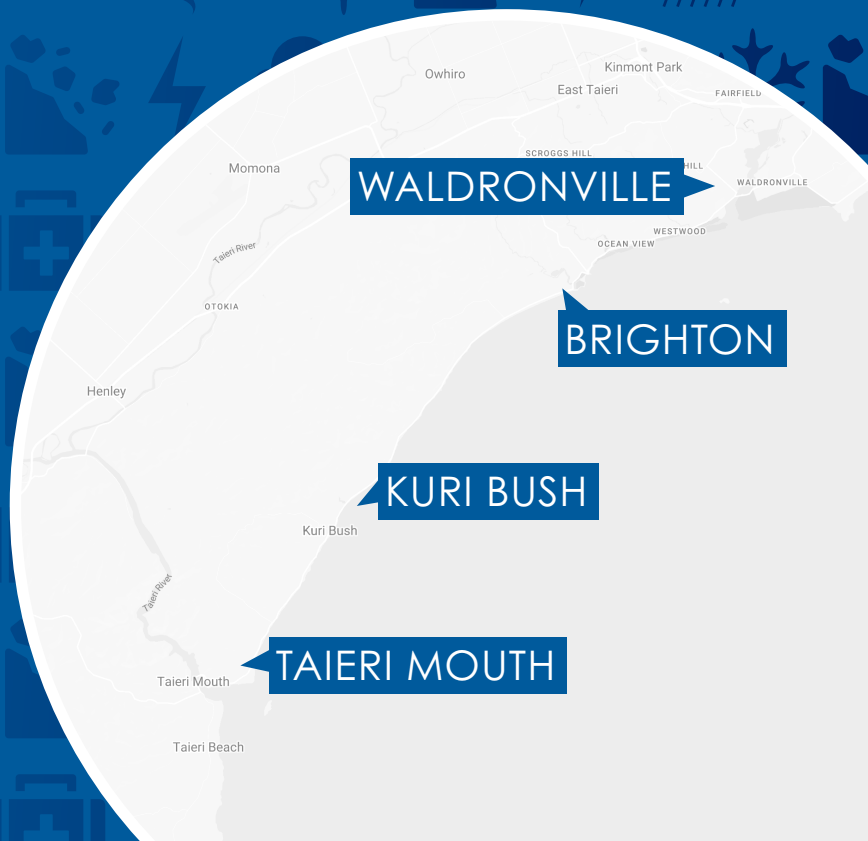 Kinmont Park
Owhiro
East Taieri
FAIRFIELD
SCROGGS HILL
HILL
Momona
WALDRONVILLE
WALDRONVILLE
WESTWOOD
OCEAN VIEW
Taieri River
OTOKIA
BRIGHTON
Henley
KURI BUSH
Kuri Bush
Taieri River
TAIERI MOUTH
Taieri Mouth
Taieri Beach